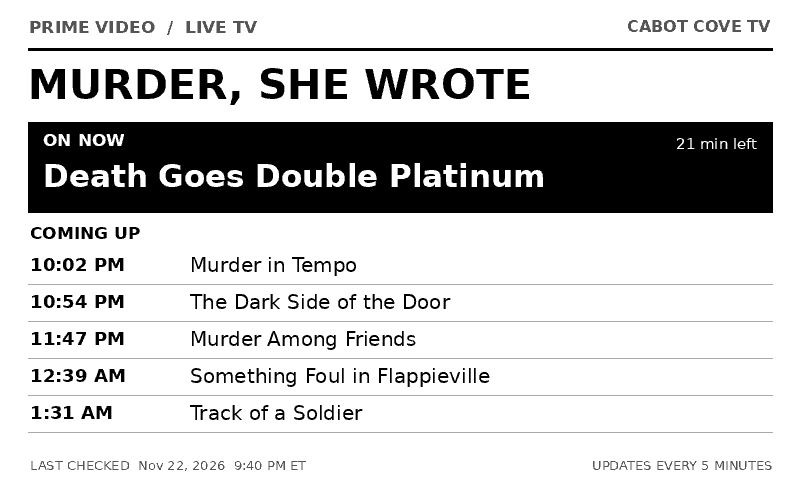 PRIME VIDEO / LIVE TV
CABOT COVE TV
MURDER, SHE WROTE
ON NOW
21 min left
Death Goes Double Platinum
COMING UP
10:02 PM Murder in Tempo
10:54 PM The Dark Side of the Door
11:47 PM Murder Among Friends
12:39 AM Something Foul in Flappieville
1:31 AM Track of a Soldier
LAST CHECKED Nov 22, 2026 9:40 PM ET
UPDATES EVERY 5 MINUTES